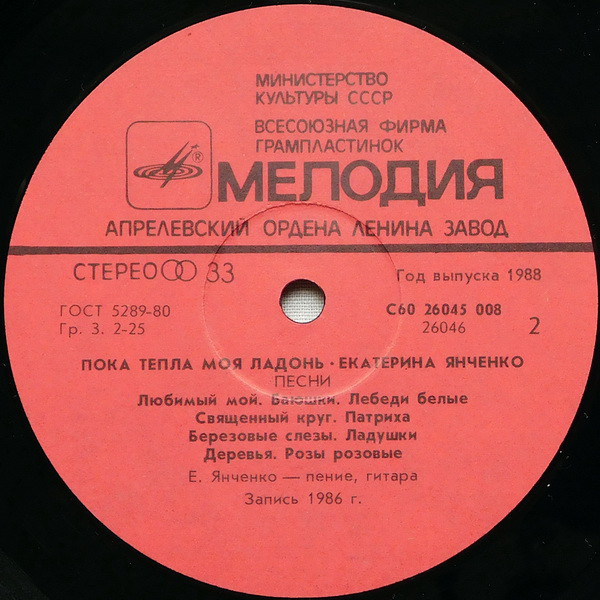 МИНИСТЕРСТВО
КУЛЬТУРЫ СССР
ВСЕСОЮЗНАЯ ФИРМА
ГРАМПЛАСТИНОК
® МЕЛОДИЯ
АПРЕЛЕВСКИЙ ОРДЕНА ЛЕНИНА ЗАВОД
СТЕРЕО 33
Год выпуска 1988
ГОСТ 5289-80
С60 26045 008
Гр. 3. 2-25
26046 2
ПОКА ТЕПЛА МОЯ ЛАДОНЬ · ЕКАТЕРИНА ЯНЧЕНКО
ПЕСНИ
Любимый мой. Баюшки. Лебеди белые
Священный круг. Патриха
Березовые слезы. Ладушки
Деревья. Розы розовые
Е. Янченко — пение, гитара
Запись 1986 г.